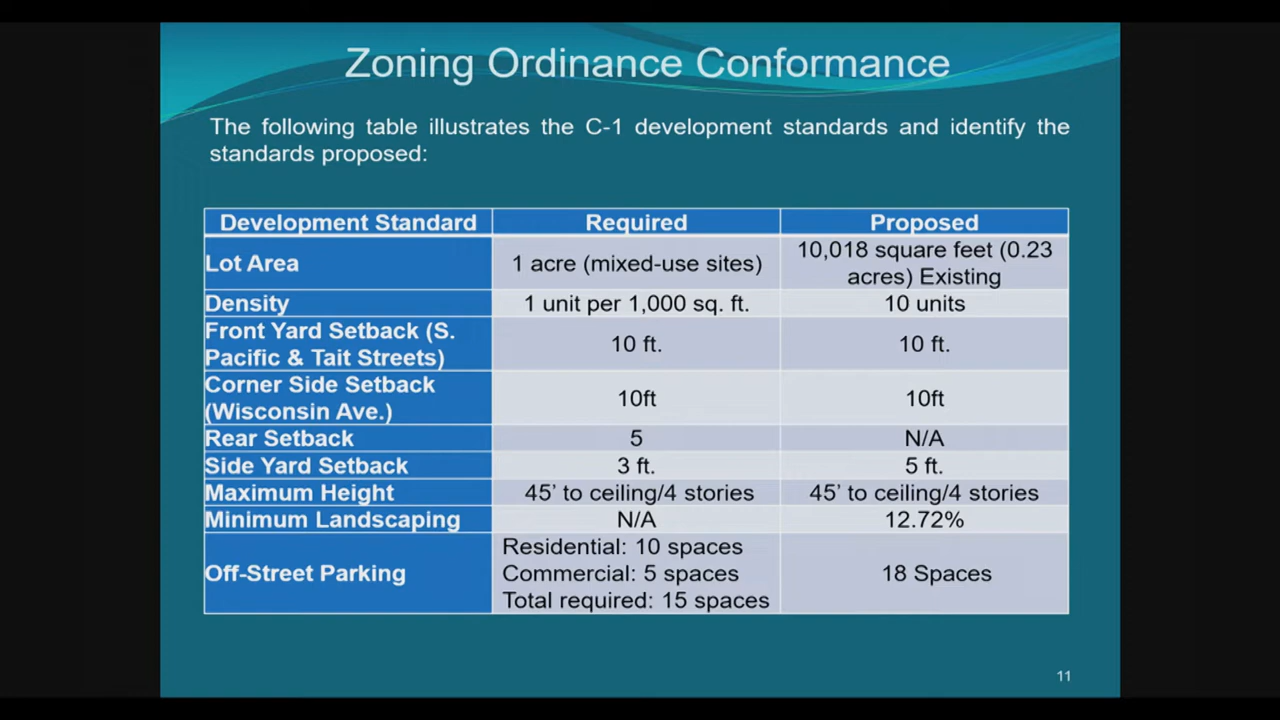 Zoning Ordinance Conformance
The following table illustrates the C-1 development standards and identify the
standards proposed:
Development Standard Required Proposed
Lot Area 1 acre (mixed-use sites) 10,018 square feet (0.23
acres) Existing
Density 1 unit per 1,000 sq. ft. 10 units
Front Yard Setback (S.
Pacific & Tait Streets) 10 ft. 10 ft.
Corner Side Setback
(Wisconsin Ave.) 10ft 10ft
Rear Setback 5 N/A
Side Yard Setback 3 ft. 5 ft.
Maximum Height 45’ to ceiling/4 stories 45’ to ceiling/4 stories
Minimum Landscaping N/A 12.72%
Off-Street Parking Residential: 10 spaces
Commercial: 5 spaces
Total required: 15 spaces 18 Spaces
11